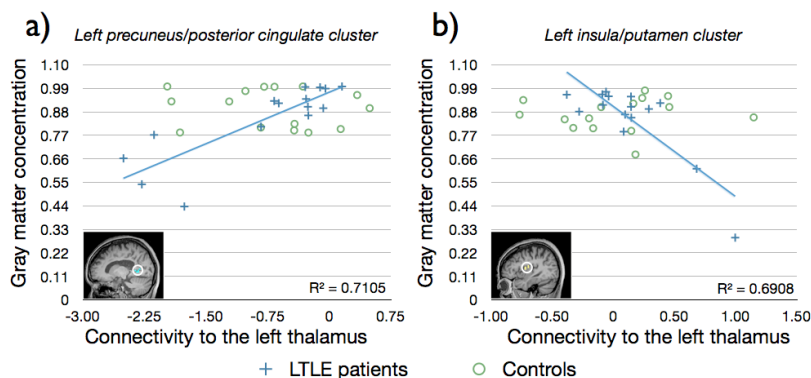 a) Left precuneus/posterior cingulate cluster
Gray matter concentration
1.10
0.99
0.88
0.77
0.66
0.55
0.44
0.33
0.22
0.11
0
R² = 0.7105
-3.00 -2.25 -1.50 -0.75 0 0.75
Connectivity to the left thalamus
b) Left insula/putamen cluster
Gray matter concentration
1.10
0.99
0.88
0.77
0.66
0.55
0.44
0.33
0.22
0.11
0
R² = 0.6908
-1.00 -0.50 0 0.50 1.00 1.50
Connectivity to the left thalamus
LTLE patients Controls